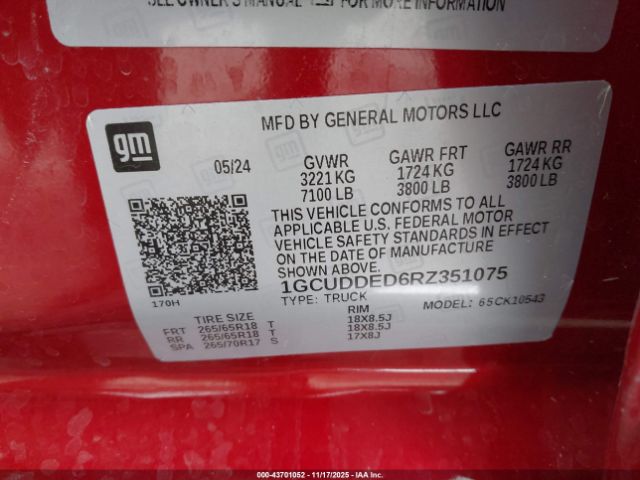 SEE OWNER'S MANUAL FOR MORE INFORMATION
MFD BY GENERAL MOTORS LLC
gm
05/24 GVWR GAWR FRT GAWR RR
3221 KG 1724 KG 1724 KG
7100 LB 3800 LB 3800 LB
THIS VEHICLE CONFORMS TO ALL
APPLICABLE U.S. FEDERAL MOTOR
VEHICLE SAFETY STANDARDS IN EFFECT
ON THE DATE OF MANUFACTURE
SHOWN ABOVE.
1GCUDDED6RZ351075
170H
TYPE: TRUCK MODEL: 65CK10543
TIRE SIZE RIM
FRT 265/65R18 T 18X8.5J
RR 265/65R18 T 18X8.5J
SPA 265/70R17 S 17X8J
000-43701052 - 11/17/2025 - IAAI.COM